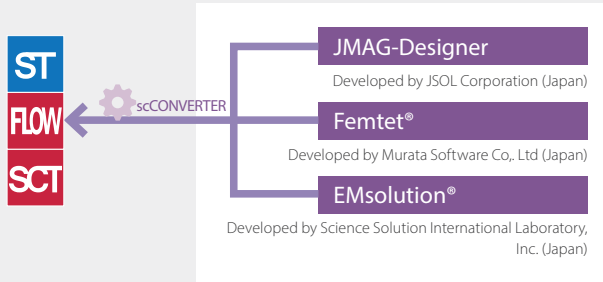 ST
FLOW
SCT
scCONVERTER
JMAG-Designer
Developed by JSOL Corporation (Japan)
Femtet®
Developed by Murata Software Co,. Ltd (Japan)
EMsolution®
Developed by Science Solution International Laboratory,
Inc. (Japan)